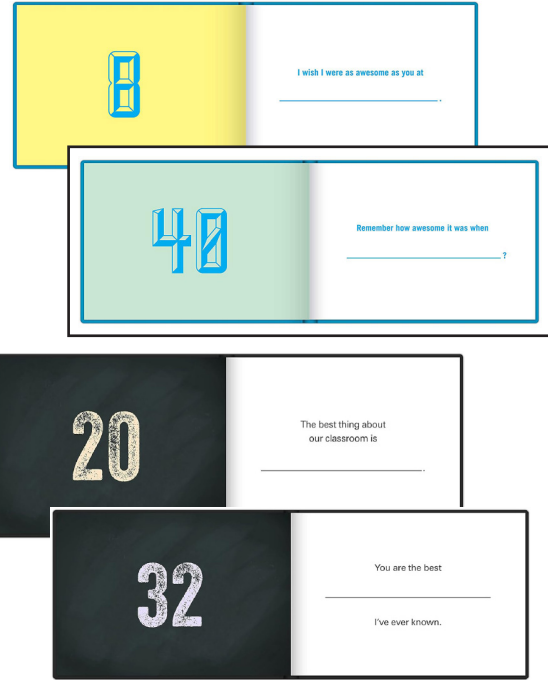 8
I wish I were as awesome as you at
.
40
Remember how awesome it was when
?
20
The best thing about
our classroom is
.
32
You are the best
I've ever known.